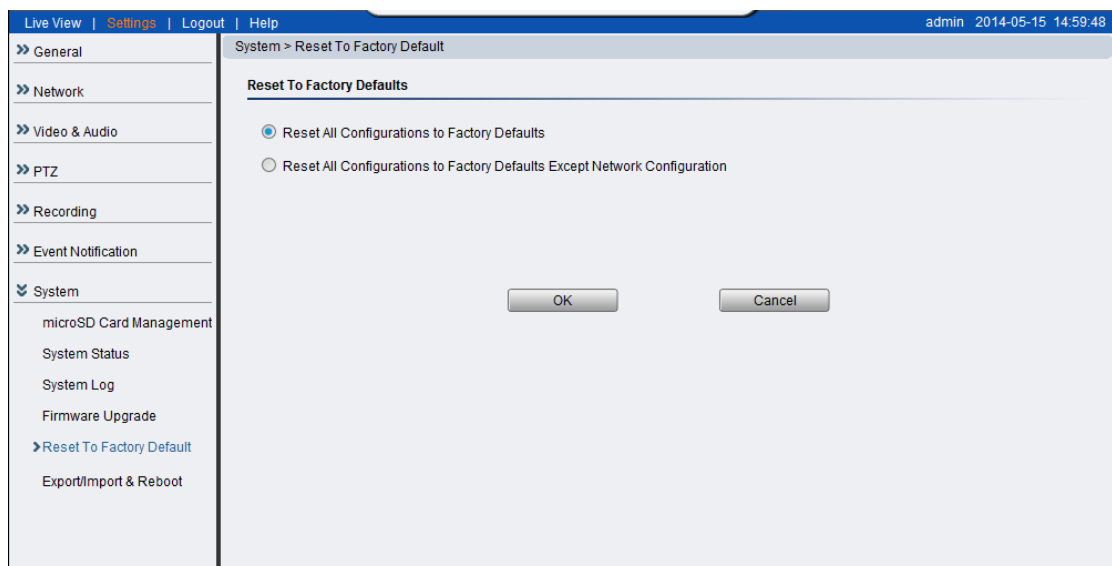 Live View | Settings | Logout | Help admin 2014-05-15 14:59:48
General
Network
Video & Audio
PTZ
Recording
Event Notification
System
microSD Card Management
System Status
System Log
Firmware Upgrade
Reset To Factory Default
Export/Import & Reboot
System > Reset To Factory Default
Reset To Factory Defaults
Reset All Configurations to Factory Defaults
Reset All Configurations to Factory Defaults Except Network Configuration
OK Cancel